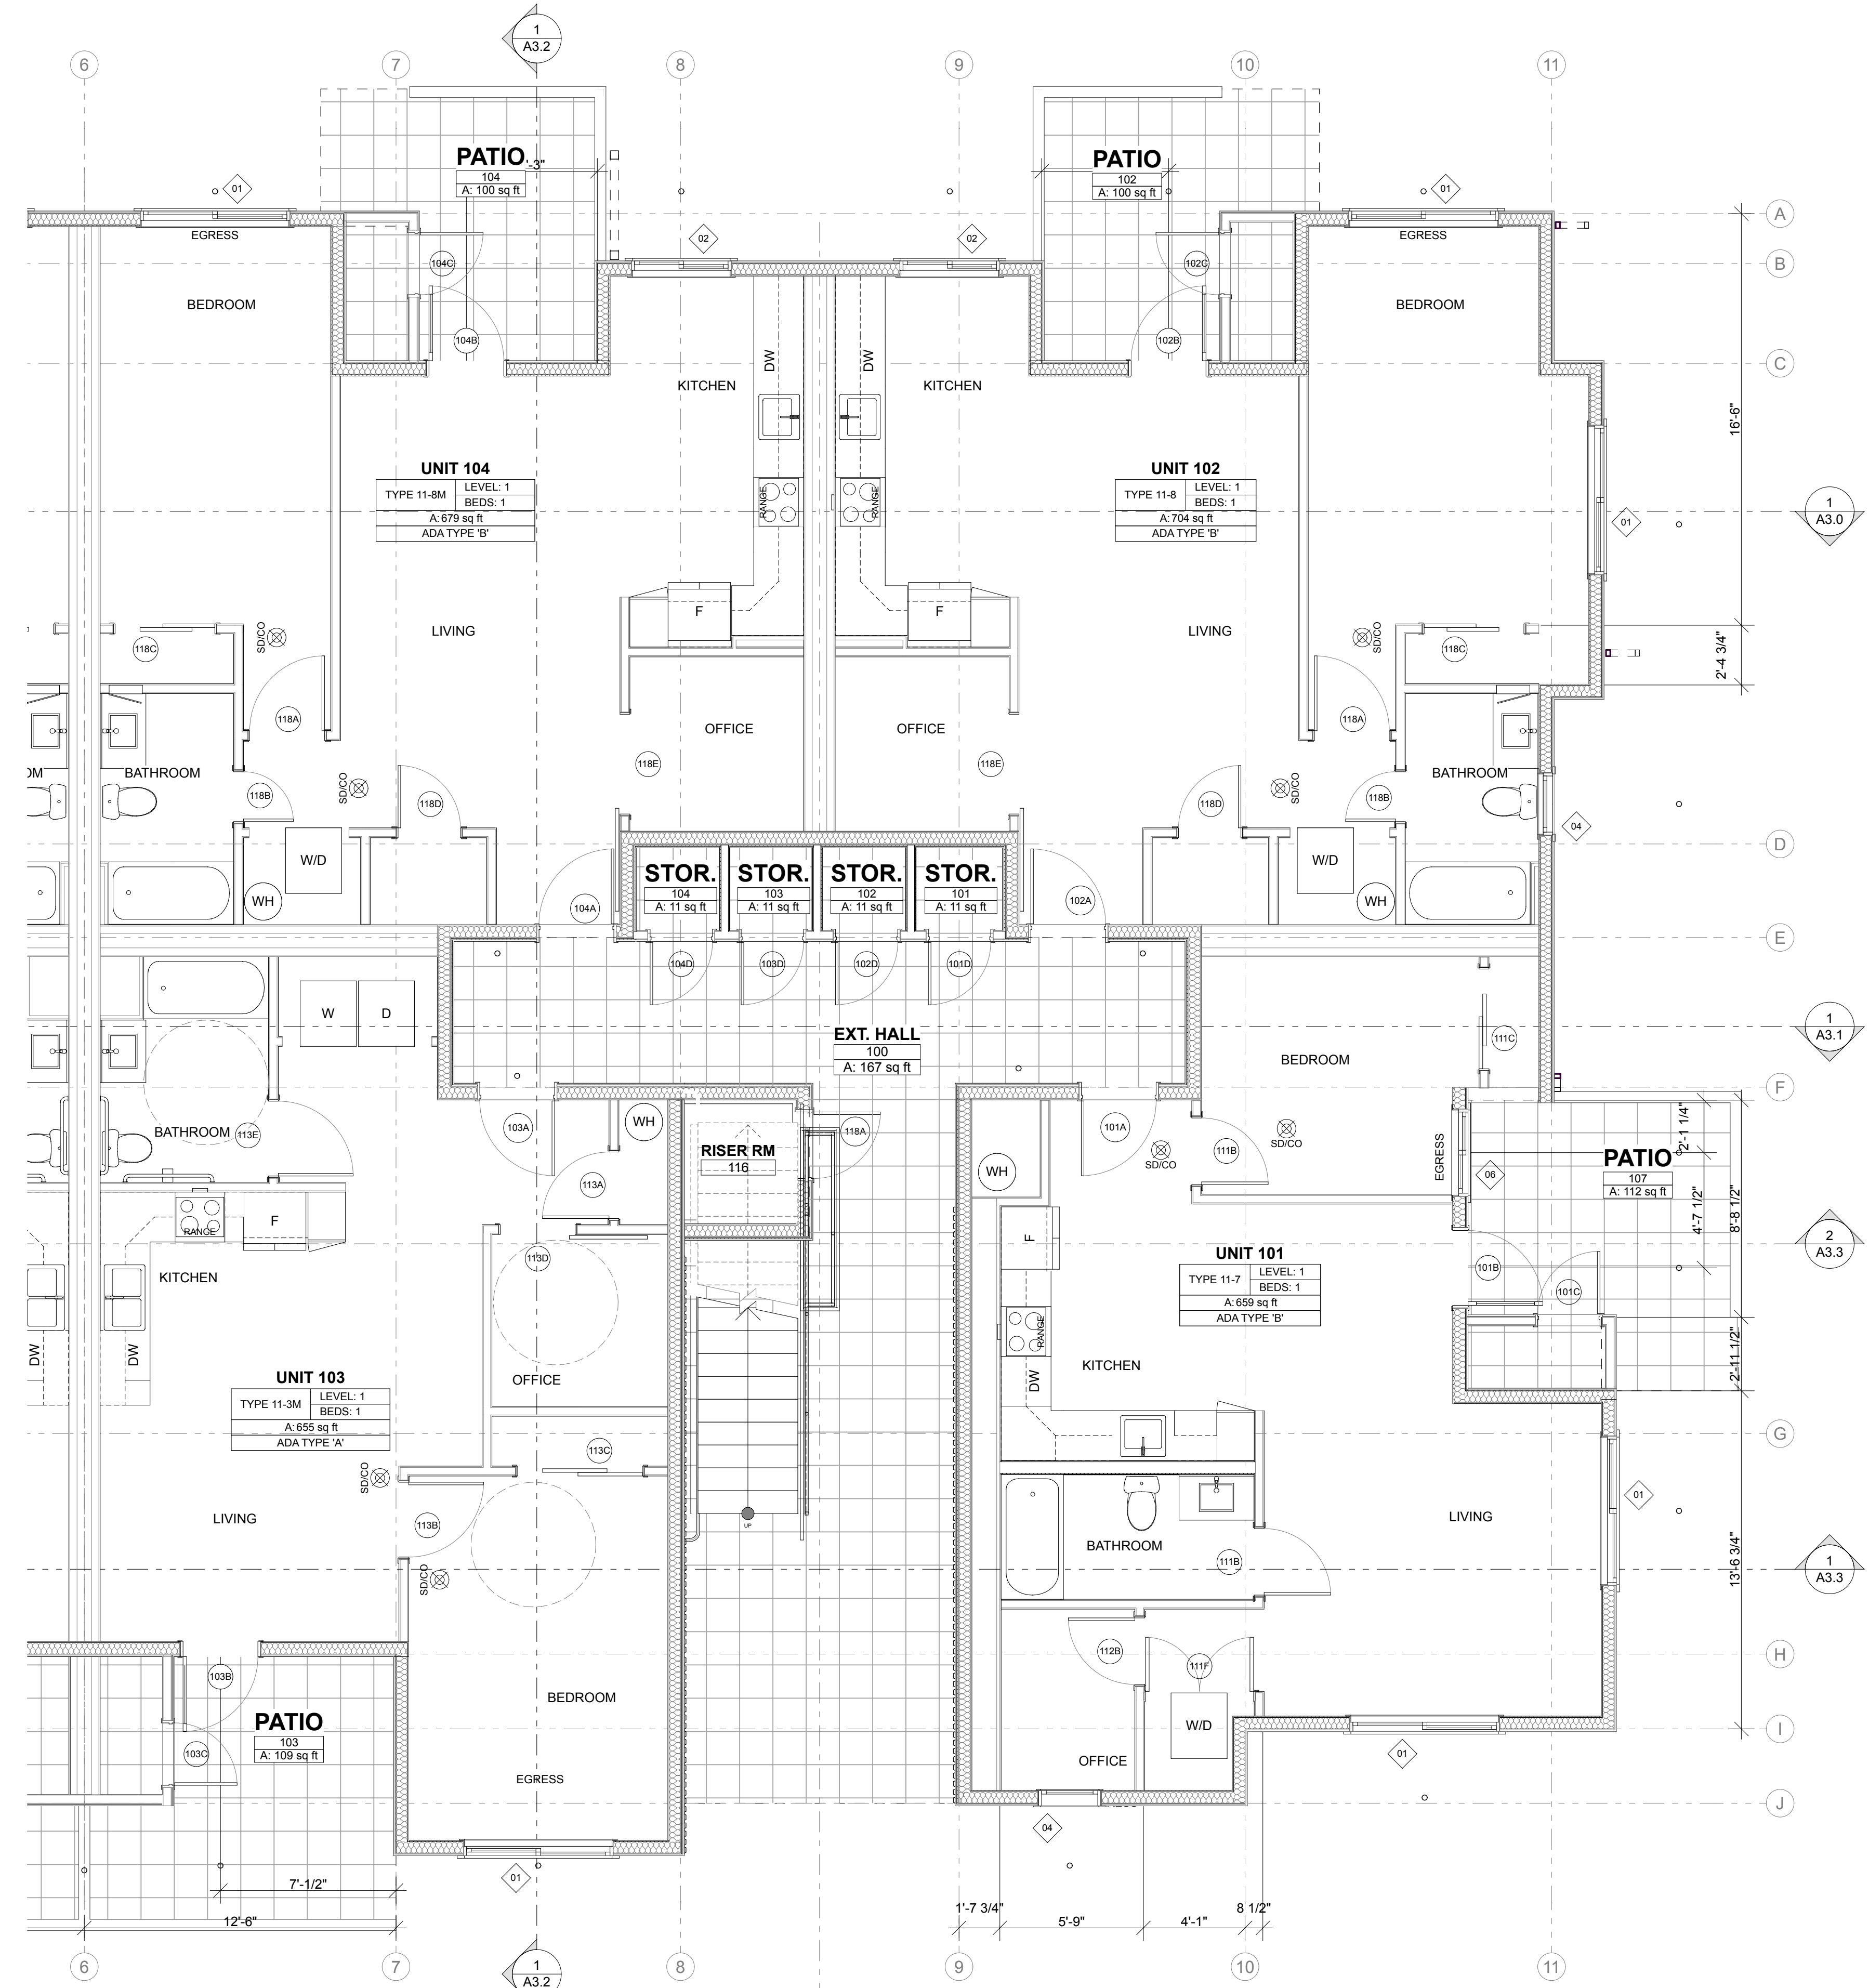 1
A3.2
6
7
8
9
10
11
PATIO
104
A: 100 sq ft
'-3"
PATIO
102
A: 100 sq ft
01
01
A
EGRESS
02
02
EGRESS
104C
102C
B
BEDROOM
BEDROOM
104B
102B
DW
DW
C
KITCHEN
KITCHEN
16'-6"
UNIT 104
TYPE 11-8M
LEVEL: 1
BEDS: 1
A: 679 sq ft
ADA TYPE 'B'
RANGE
RANGE
UNIT 102
TYPE 11-8
LEVEL: 1
BEDS: 1
A: 704 sq ft
ADA TYPE 'B'
01
1
A3.0
F
F
LIVING
LIVING
SD/CO
SD/CO
118C
118C
2'-4 3/4"
118A
118A
OFFICE
OFFICE
118E
118E
OM
BATHROOM
BATHROOM
118B
SD/CO
118D
118D
SD/CO
118B
04
W/D
W/D
D
STOR.
104
A: 11 sq ft
STOR.
103
A: 11 sq ft
STOR.
102
A: 11 sq ft
STOR.
101
A: 11 sq ft
WH
104A
102A
WH
E
104D
103D
102D
101D
W
D
EXT. HALL
100
A: 167 sq ft
BEDROOM
111C
1
A3.1
F
BATHROOM
113E
103A
WH
118A
101A
SD/CO
111B
SD/CO
EGRESS
2'-1 1/4"
RISER RM
116
WH
06
PATIO
107
A: 112 sq ft
113A
4'-7 1/2"
8'-8 1/2"
RANGE
F
113D
F
UNIT 101
TYPE 11-7
LEVEL: 1
BEDS: 1
A: 659 sq ft
ADA TYPE 'B'
101B
101C
2
A3.3
KITCHEN
RANGE
DW
DW
KITCHEN
DW
2'-11 1/2"
UNIT 103
TYPE 11-3M
LEVEL: 1
BEDS: 1
A: 655 sq ft
ADA TYPE 'A'
OFFICE
113C
G
SD/CO
01
LIVING
113B
UP
LIVING
BATHROOM
111B
SD/CO
13'-6 3/4"
1
A3.3
103B
112B
111F
H
BEDROOM
PATIO
103
A: 109 sq ft
W/D
I
103C
OFFICE
01
EGRESS
J
04
01
7'-1/2"
12'-6"
1'-7 3/4"
5'-9"
4'-1"
8 1/2"
6
7
1
A3.2
8
9
10
11